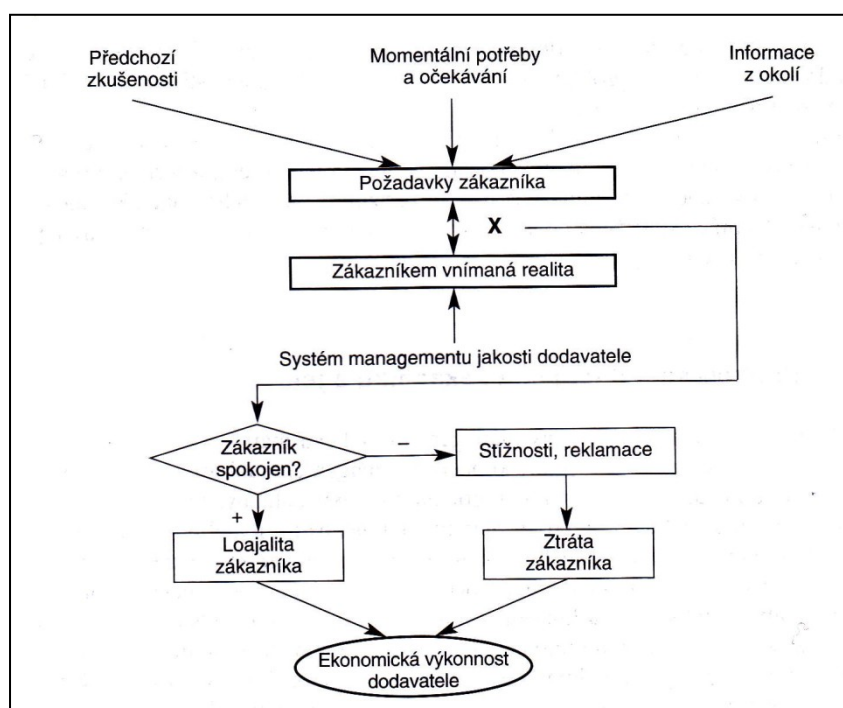 Předchozí
zkušenosti
Momentální potřeby
a očekávání
Informace
z okolí
Požadavky zákazníka
X
Zákazníkem vnímaná realita
Systém managementu jakosti dodavatele
Zákazník
spokojen?
–
Stížnosti, reklamace
+
Loajalita
zákazníka
Ztráta
zákazníka
Ekonomická výkonnost
dodavatele